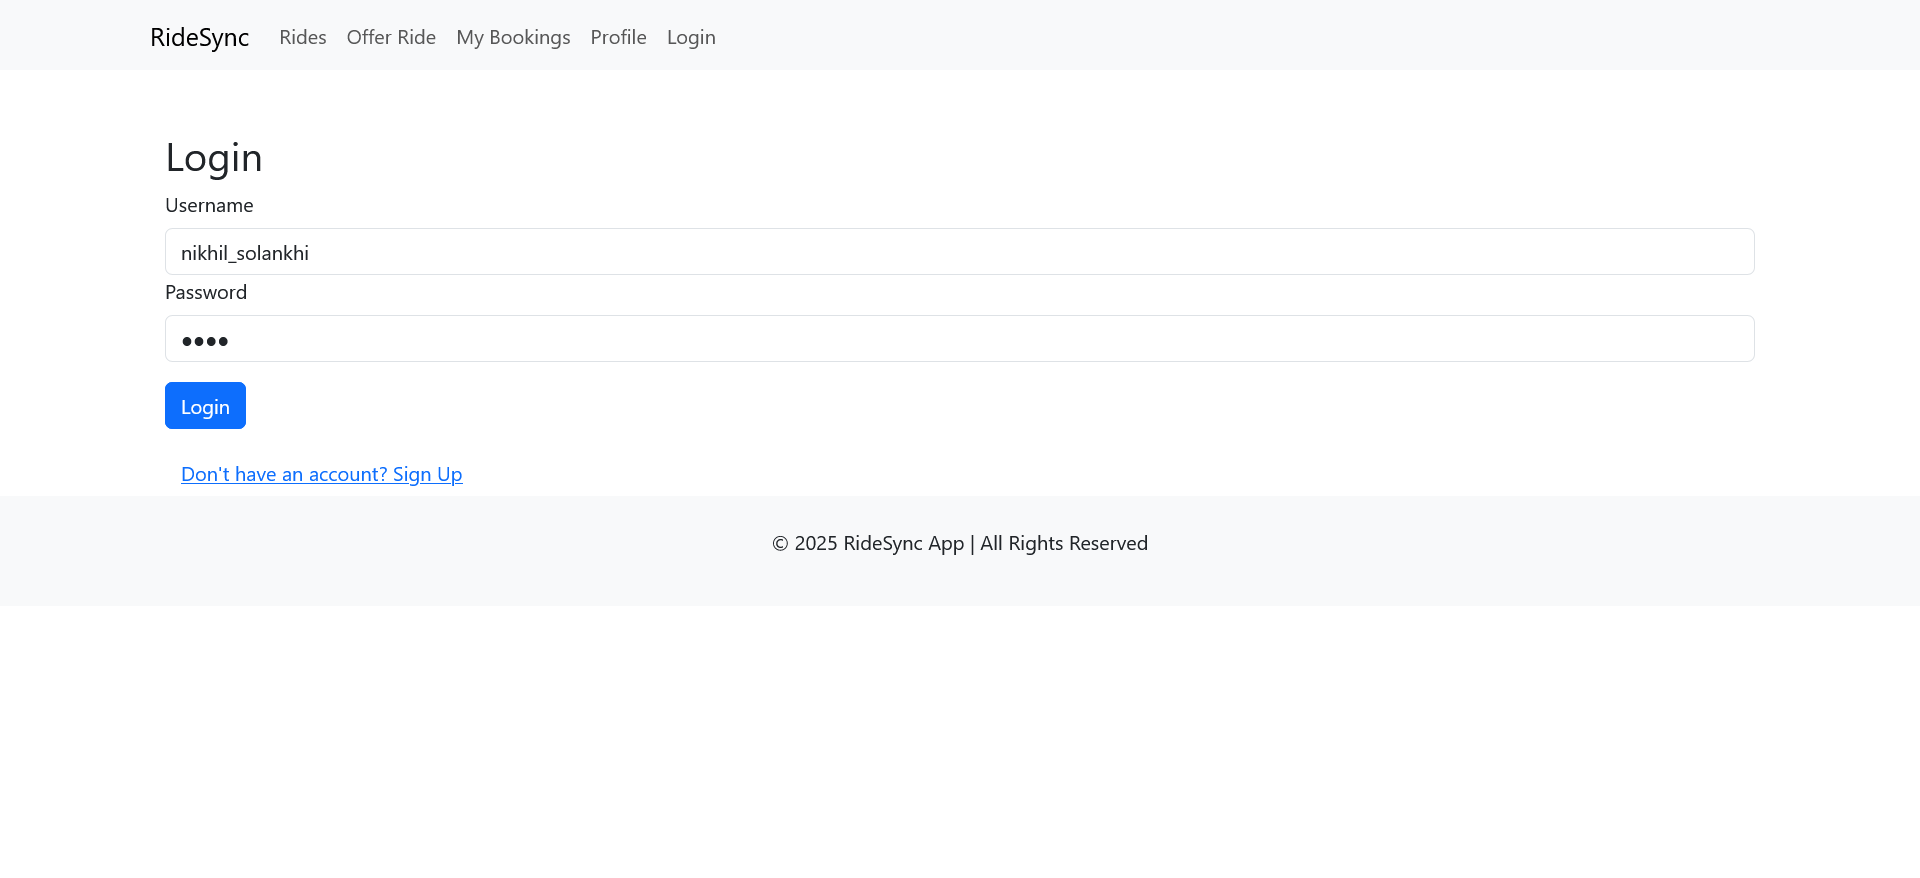 RideSync Rides Offer Ride My Bookings Profile Login
Login
Username
nikhil_solankhi
Password
••••
Login
Don't have an account? Sign Up
© 2025 RideSync App | All Rights Reserved